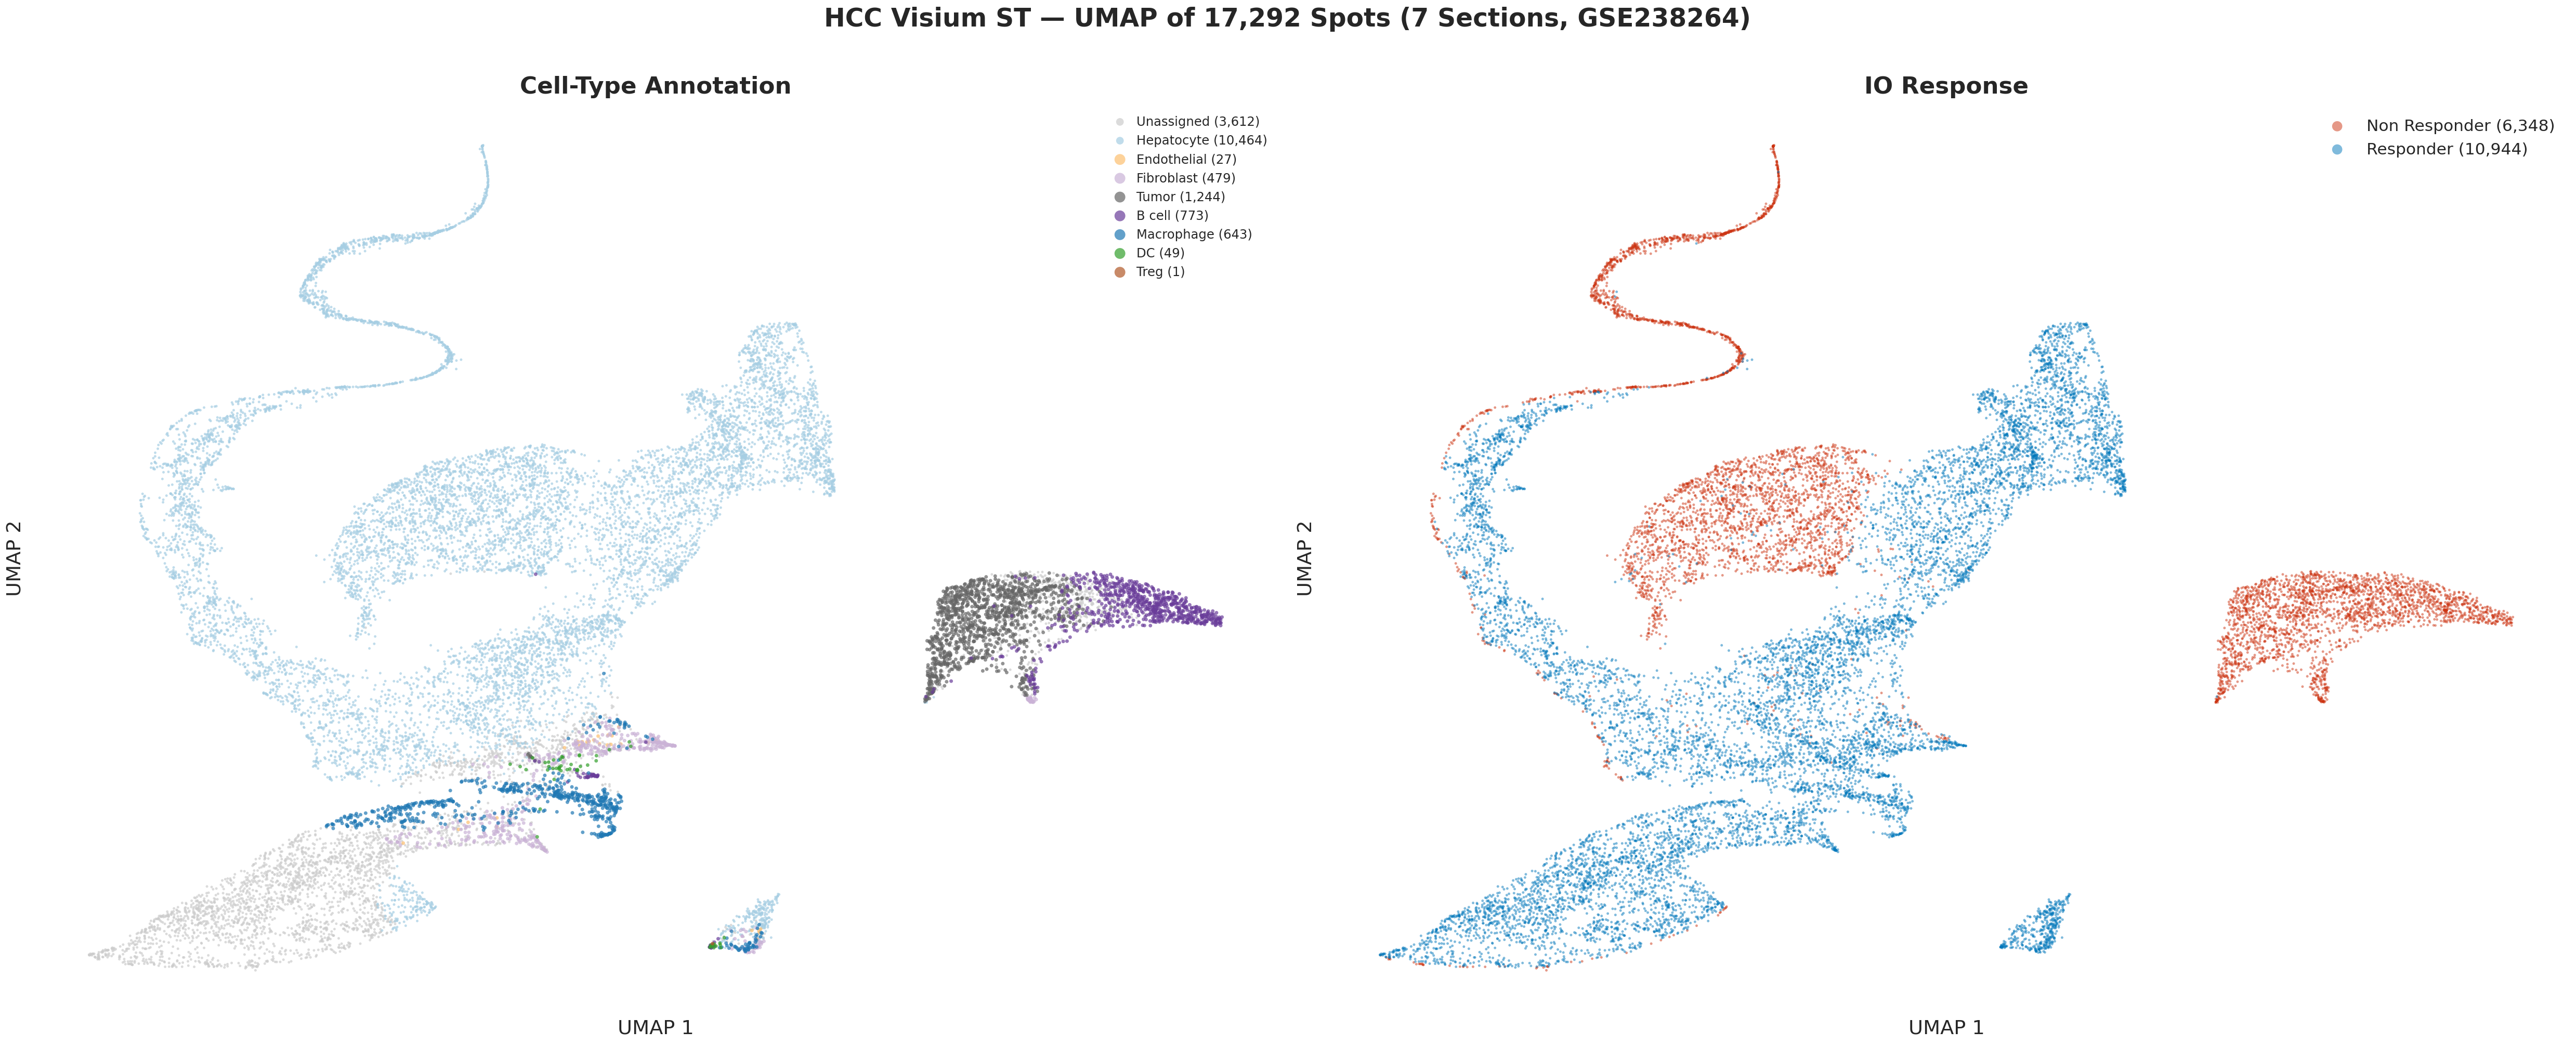 HCC Visium ST — UMAP of 17,292 Spots (7 Sections, GSE238264)
Cell-Type Annotation
Unassigned (3,612)
Hepatocyte (10,464)
Endothelial (27)
Fibroblast (479)
Tumor (1,244)
B cell (773)
Macrophage (643)
DC (49)
Treg (1)
UMAP 2
UMAP 1
IO Response
Non Responder (6,348)
Responder (10,944)
UMAP 2
UMAP 1